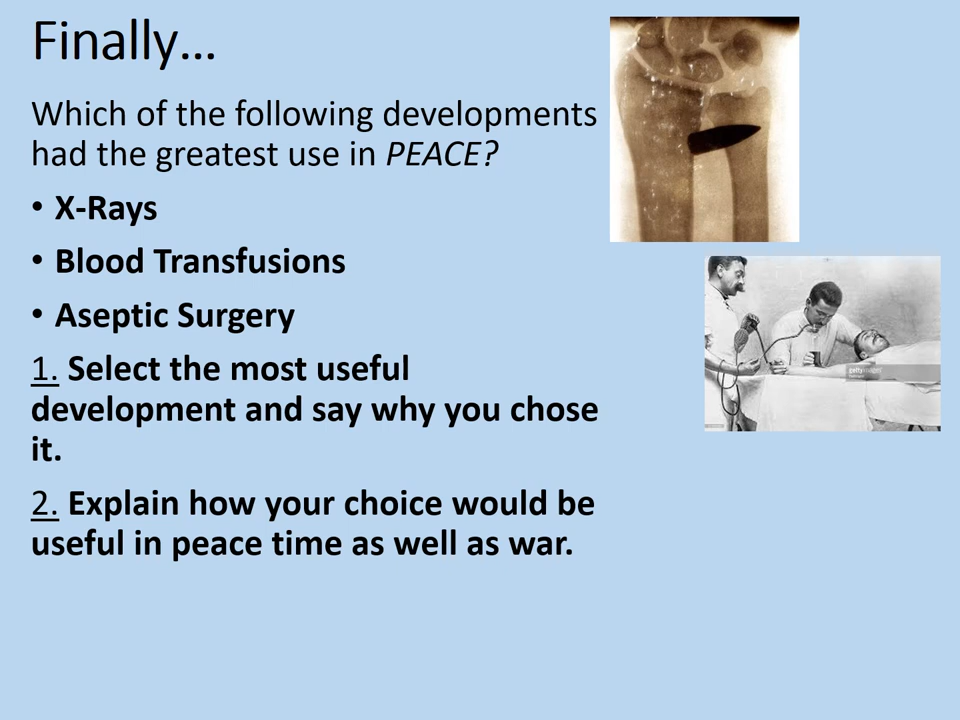 Finally…
Which of the following developments
had the greatest use in PEACE?
• X-Rays
• Blood Transfusions
• Aseptic Surgery
1. Select the most useful
development and say why you chose
it.
2. Explain how your choice would be
useful in peace time as well as war.
gettyimages